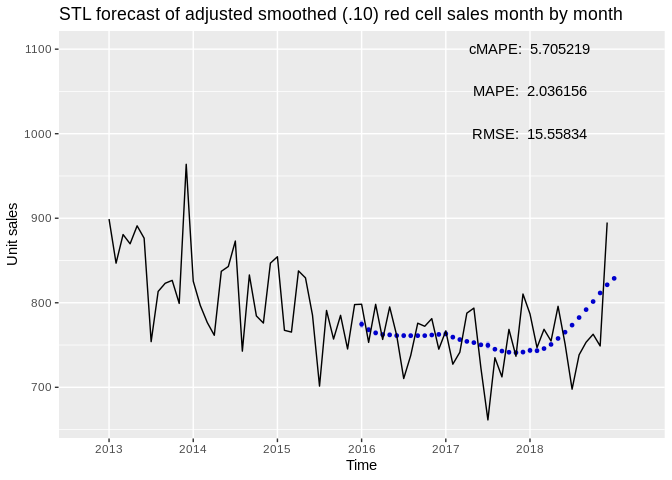 STL forecast of adjusted smoothed (.10) red cell sales month by month
1100
1000
900
800
700
Unit sales
cMAPE: 5.705219
MAPE: 2.036156
RMSE: 15.55834
2013 2014 2015 2016 2017 2018
Time